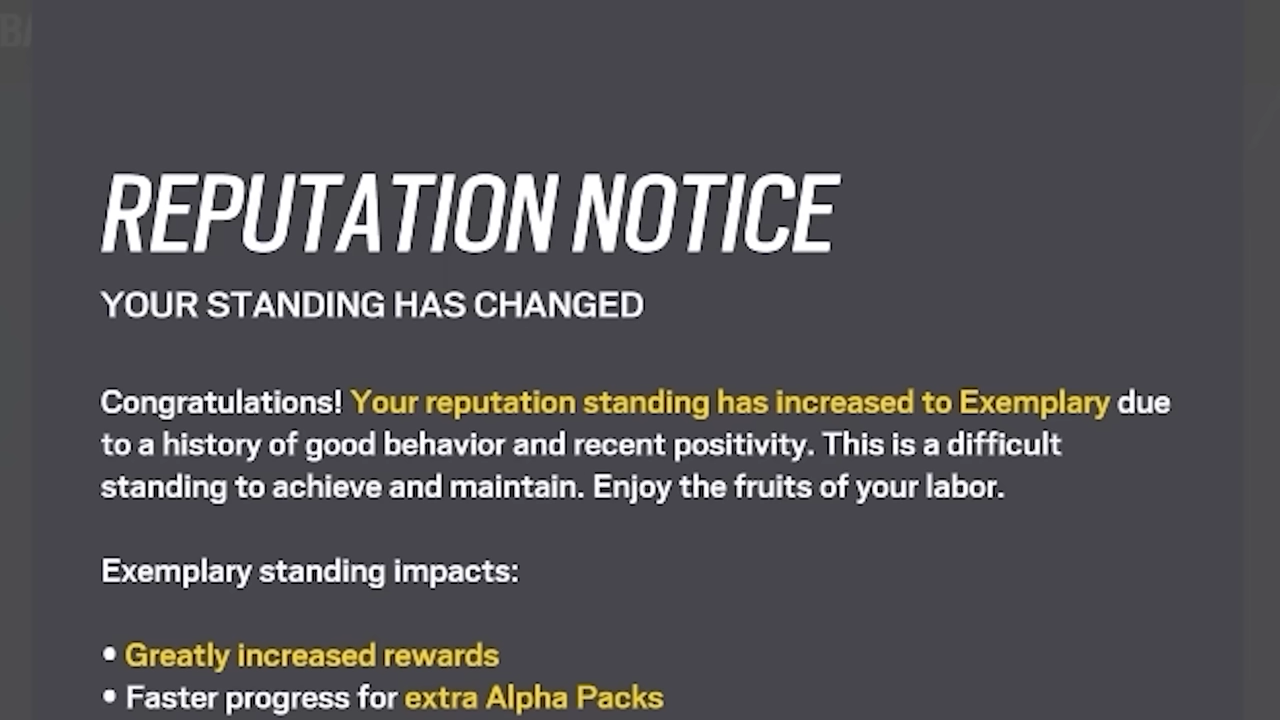 REPUTATION NOTICE
YOUR STANDING HAS CHANGED
Congratulations! Your reputation standing has increased to Exemplary due
to a history of good behavior and recent positivity. This is a difficult
standing to achieve and maintain. Enjoy the fruits of your labor.
Exemplary standing impacts:
• Greatly increased rewards
• Faster progress for extra Alpha Packs